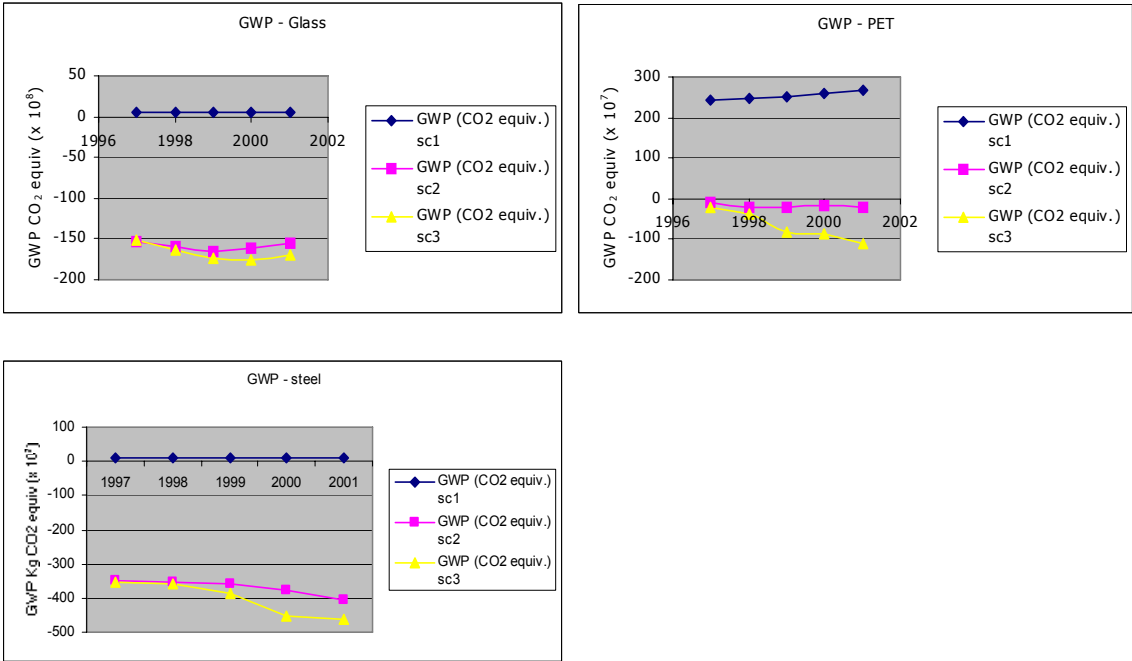 GWP - Glass
GWP CO₂ equiv (x 10⁸)
50
0
-50
-100
-150
-200
1996
1998
2000
2002
GWP (CO2 equiv.)
sc1
GWP (CO2 equiv.)
sc2
GWP (CO2 equiv.)
sc3
GWP - PET
GWP CO₂ equiv (x 10⁷)
300
200
100
0
-100
-200
1996
1998
2000
2002
GWP (CO2 equiv.)
sc1
GWP (CO2 equiv.)
sc2
GWP (CO2 equiv.)
sc3
GWP - steel
GWP Kg CO2 equiv (x 10⁷)
100
0
-100
-200
-300
-400
-500
1997
1998
1999
2000
2001
GWP (CO2 equiv.)
sc1
GWP (CO2 equiv.)
sc2
GWP (CO2 equiv.)
sc3